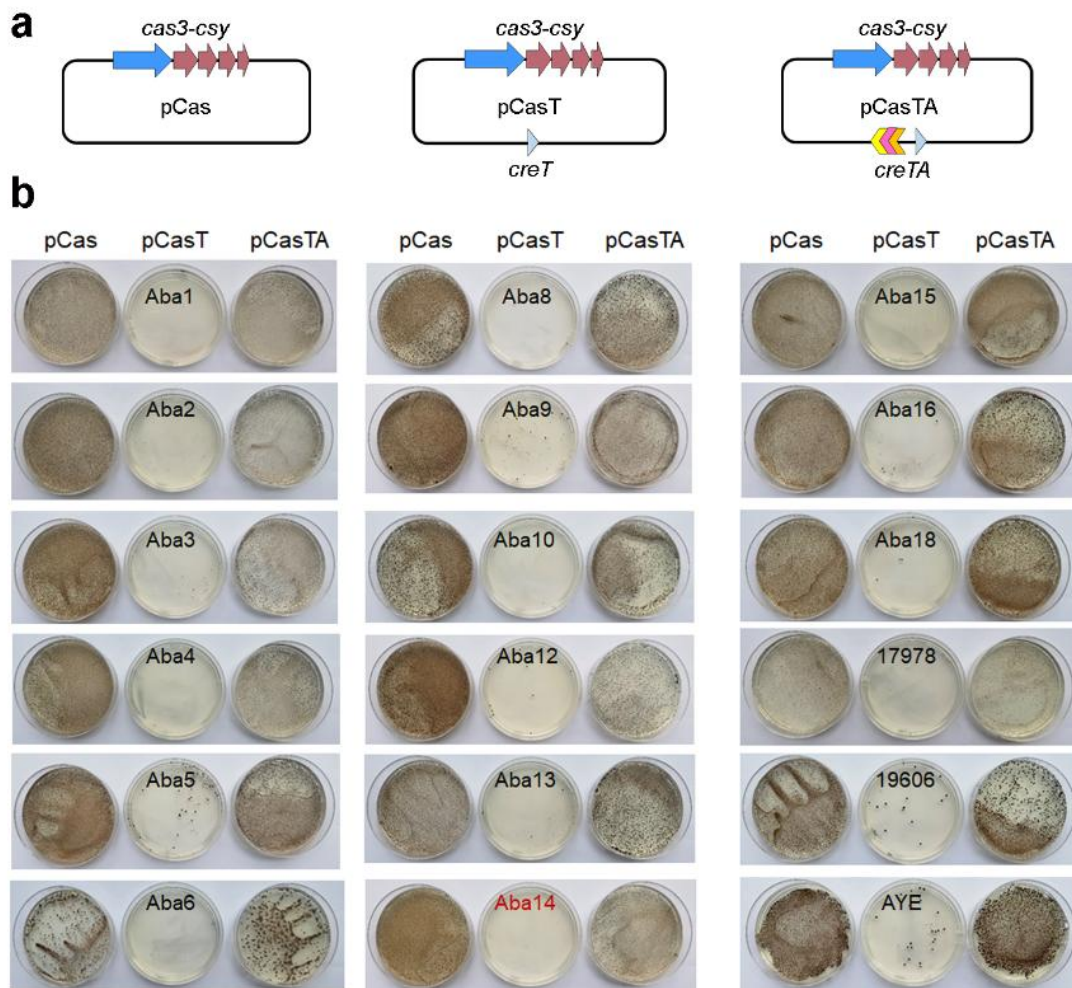 a
cas3-csy cas3-csy cas3-csy
pCas pCasT pCasTA
creT creTA
b
pCas pCasT pCasTA pCas pCasT pCasTA pCas pCasT pCasTA
Aba1 Aba8 Aba15
Aba2 Aba9 Aba16
Aba3 Aba10 Aba18
Aba4 Aba12 17978
Aba5 Aba13 19606
Aba6 Aba14 AYE